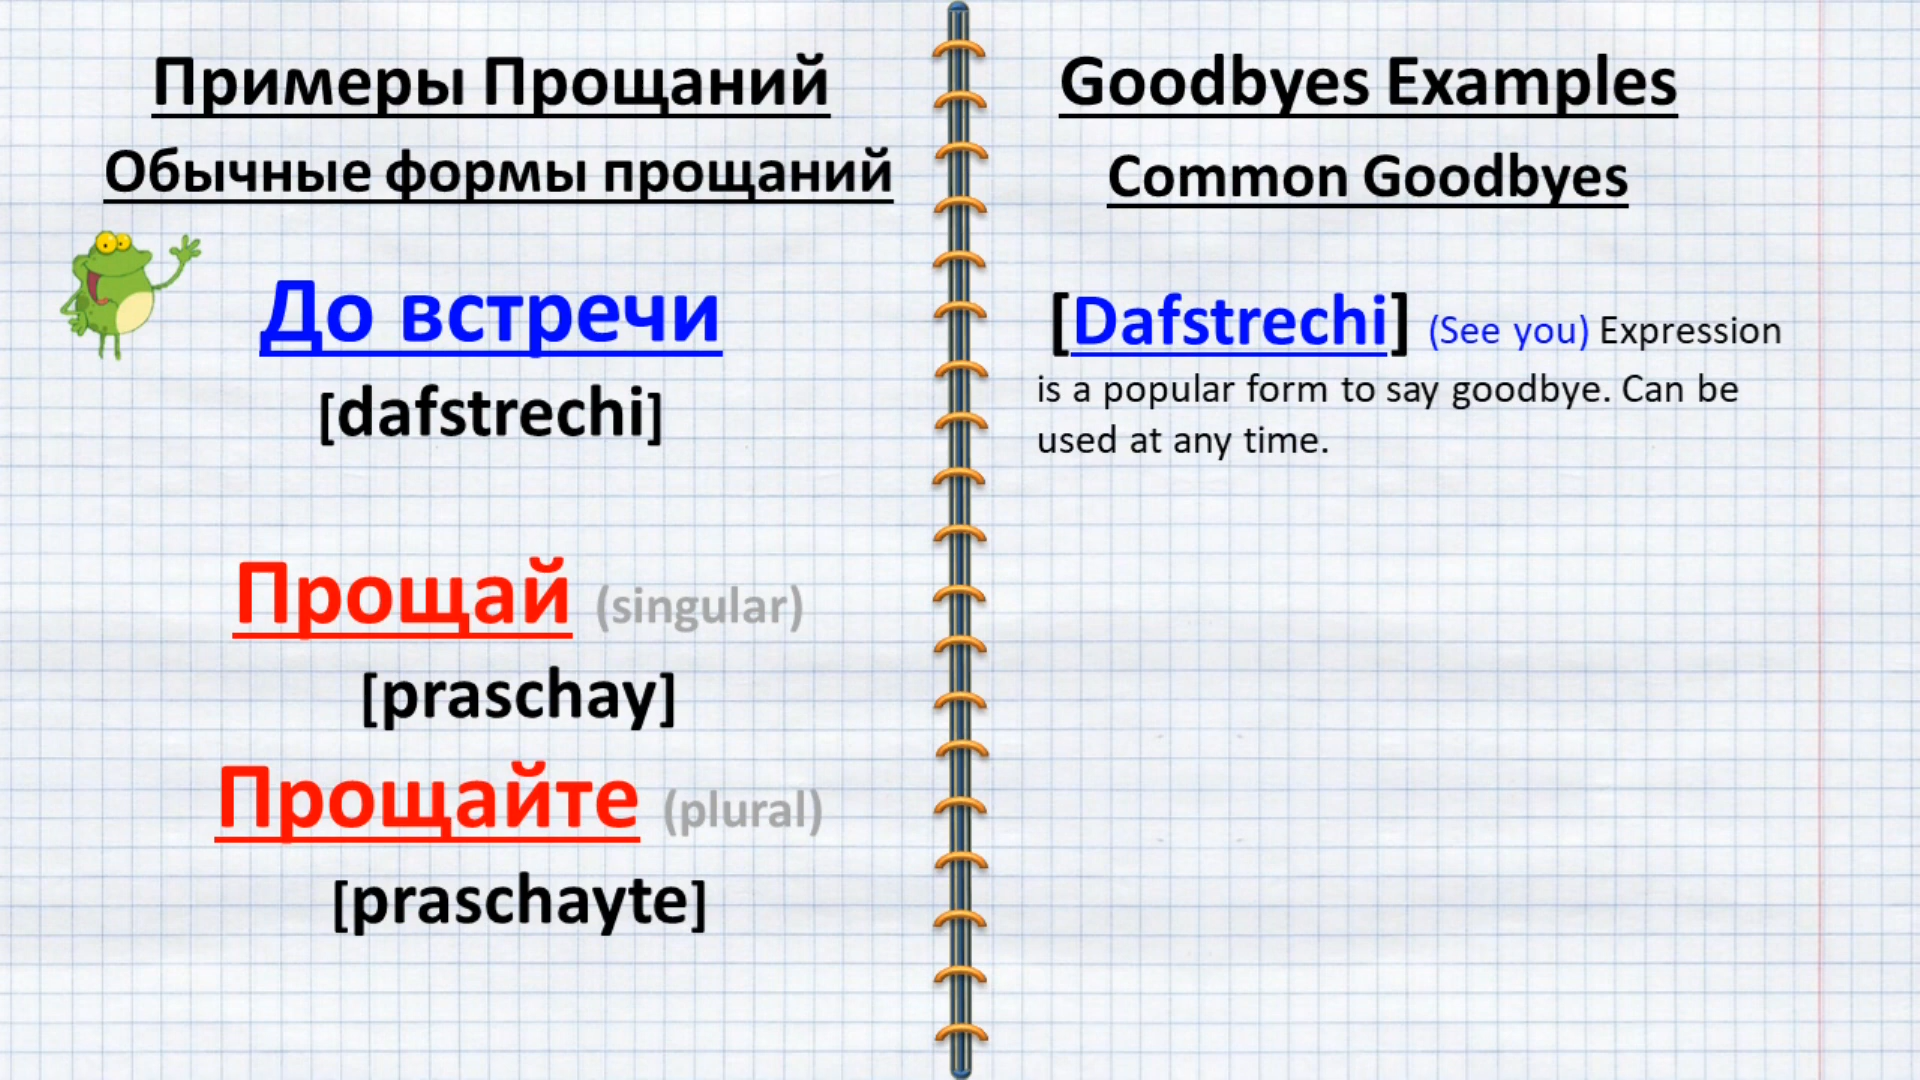 Примеры Прощаний
Обычные формы прощаний
До встречи
[dafstrechi]
Прощай (singular)
[praschay]
Прощайте (plural)
[praschayte]
Goodbyes Examples
Common Goodbyes
[Dafstrechi] (See you) Expression
is a popular form to say goodbye. Can be
used at any time.